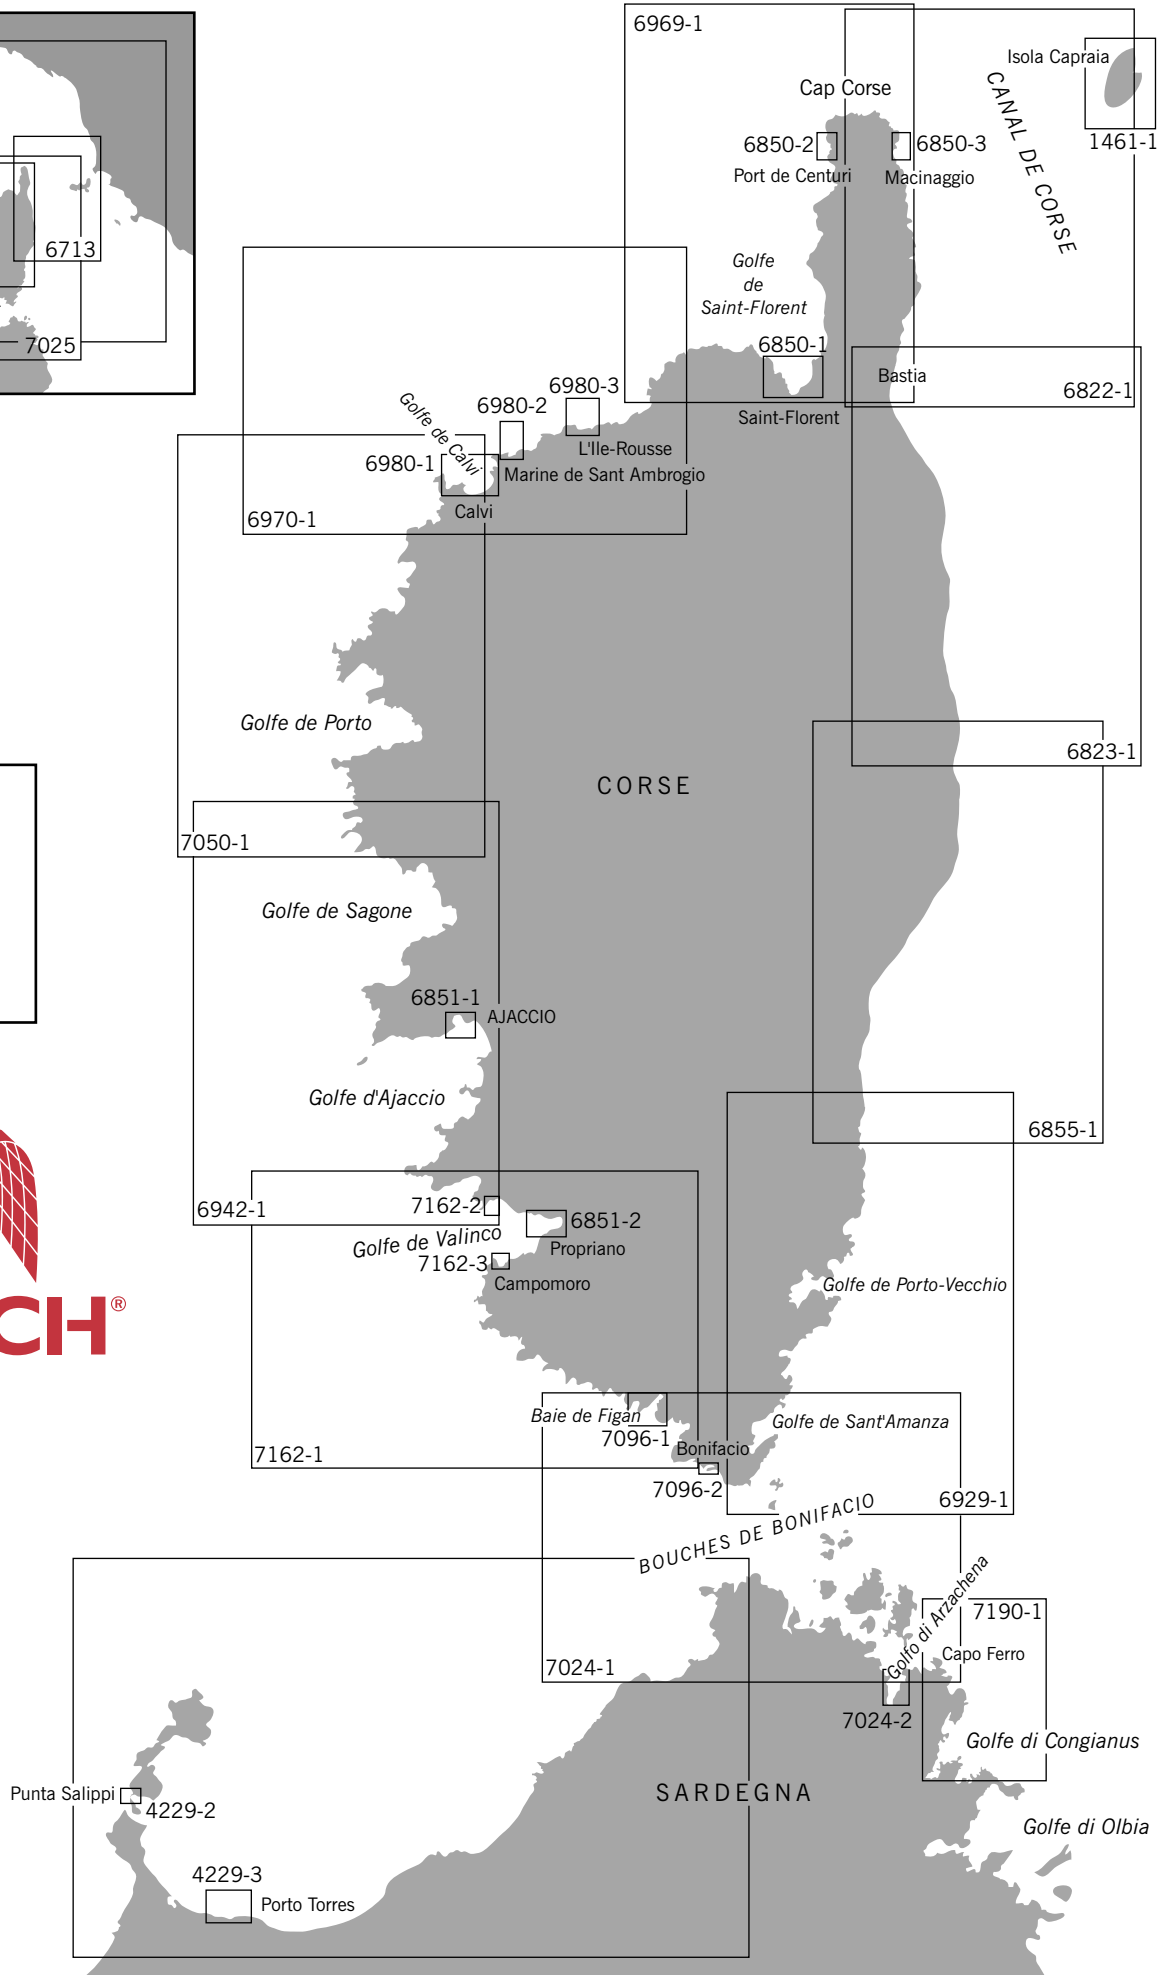 6969-1
Isola Capraia
Cap Corse
CANAL DE CORSE
6850-2
6850-3
1461-1
Port de Centuri
Macinaggio
6713
Golfe
de
Saint-Florent
7025
6850-1
Bastia
6822-1
6980-3
Golfe de Calvi
6980-2
Saint-Florent
L'Ile-Rousse
6980-1
Marine de Sant Ambrogio
Calvi
6970-1
Golfe de Porto
6823-1
CORSE
7050-1
Golfe de Sagone
6851-1
AJACCIO
Golfe d'Ajaccio
6855-1
7162-2
6942-1
6851-2
Golfe de Valinco
Propriano
7162-3
Campomoro
Golfe de Porto-Vecchio
CH®
Baie de Figari
Golfe de Sant'Amanza
7096-1
Bonifacio
7162-1
7096-2
6929-1
BOUCHES DE BONIFACIO
Golfo di Arzachena
7190-1
Capo Ferro
7024-1
7024-2
Golfe di Congianus
Punta Salippi
SARDEGNA
4229-2
Golfe di Olbia
4229-3
Porto Torres